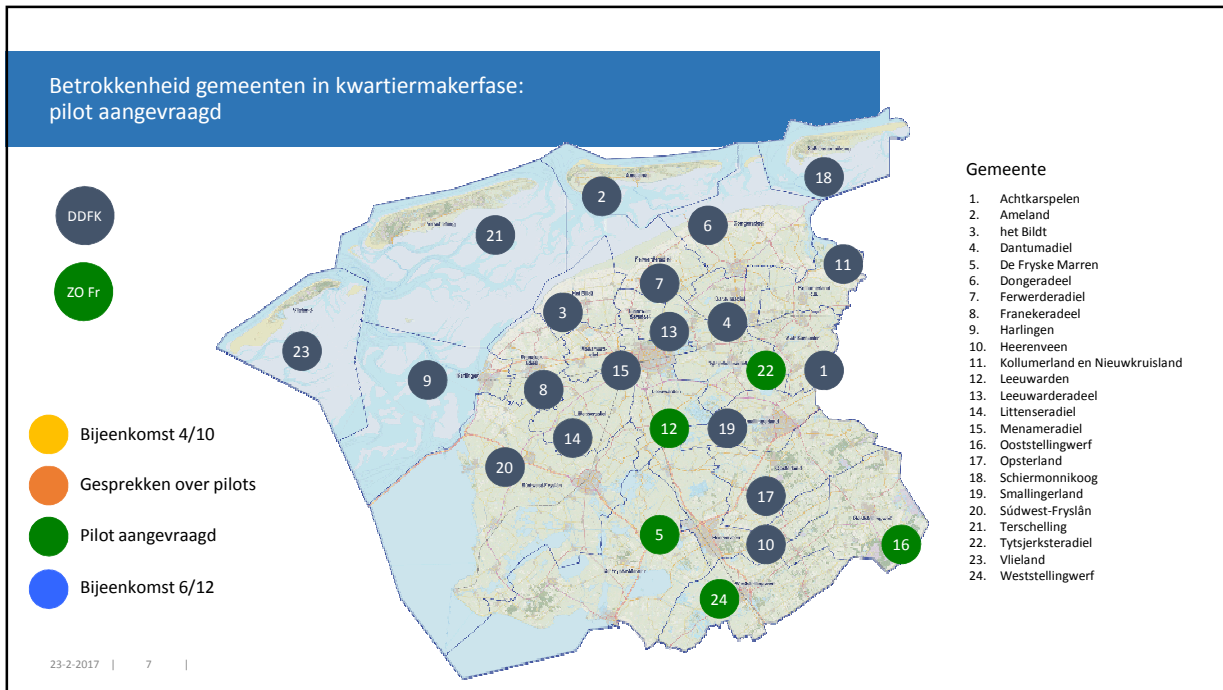 Betrokkenheid gemeenten in kwartiermakerfase:
pilot aangevraagd
DDFK
ZO Fr
Bijeenkomst 4/10
Gesprekken over pilots
Pilot aangevraagd
Bijeenkomst 6/12
18
2
21
6
11
7
3
4
13
23
15
22
1
9
8
12
19
14
20
17
5
10
16
24
Gemeente
1. Achtkarspelen
2. Ameland
3. het Bildt
4. Dantumadiel
5. De Fryske Marren
6. Dongeradeel
7. Ferwerderadiel
8. Franekeradeel
9. Harlingen
10. Heerenveen
11. Kollumerland en Nieuwkruisland
12. Leeuwarden
13. Leeuwarderadeel
14. Littenseradiel
15. Menameradiel
16. Ooststellingwerf
17. Opsterland
18. Schiermonnikoog
19. Smallingerland
20. Súdwest-Fryslân
21. Terschelling
22. Tytsjerksteradiel
23. Vlieland
24. Weststellingwerf
23-2-2017 | 7 |